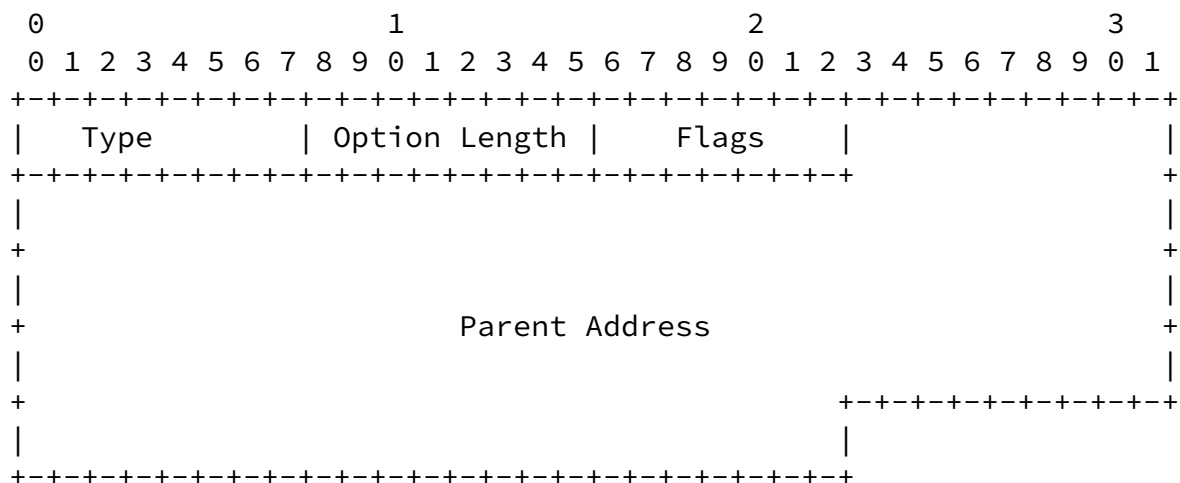 0                   1                   2                   3
 0 1 2 3 4 5 6 7 8 9 0 1 2 3 4 5 6 7 8 9 0 1 2 3 4 5 6 7 8 9 0 1
+-+-+-+-+-+-+-+-+-+-+-+-+-+-+-+-+-+-+-+-+-+-+-+-+-+-+-+-+-+-+-+-+
|   Type        | Option Length |    Flags     |                 |
+-+-+-+-+-+-+-+-+-+-+-+-+-+-+-+-+-+-+-+-+-+-+-+                 +
|                                                                |
+                                                                +
|                                                                |
+                        Parent Address                          +
|                                                                |
+                                              +-+-+-+-+-+-+-+-+-+
|                                              |
+-+-+-+-+-+-+-+-+-+-+-+-+-+-+-+-+-+-+-+-+-+-+-+